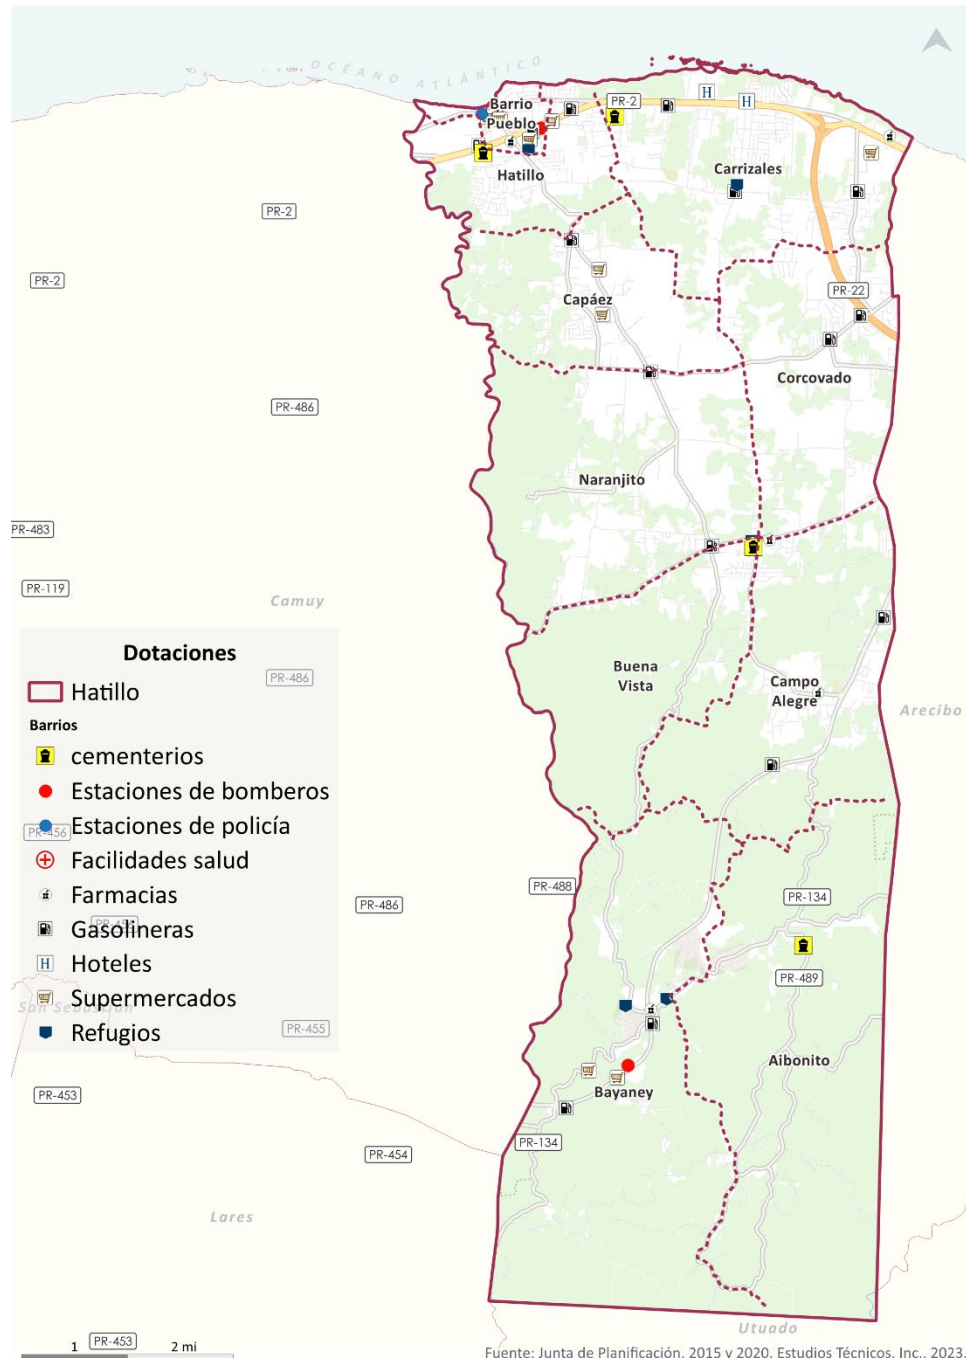 OCÉANO ATLÁNTICO
Barrio
Pueblo
PR-2
Hatillo
Carrizales
PR-2
PR-2
Capáez
PR-22
Corcovado
PR-486
Naranjito
PR-483
PR-119
Camuy
Buena
Vista
Campo
Alegre
Arecibo
Dotaciones
Hatillo
PR-486
Barrios
cementerios
Estaciones de bomberos
Estaciones de policía
PR-456
Facilidades salud
Farmacias
Gasolineras
Hoteles
H
Supermercados
San Sebastián
Refugios
PR-455
PR-488
PR-486
PR-134
PR-489
H
H
Aibonito
Bayaney
PR-453
PR-134
PR-454
Lares
Utuado
PR-453
1
2 mi
Fuente: Junta de Planificación, 2015 y 2020. Estudios Técnicos, Inc., 2023.